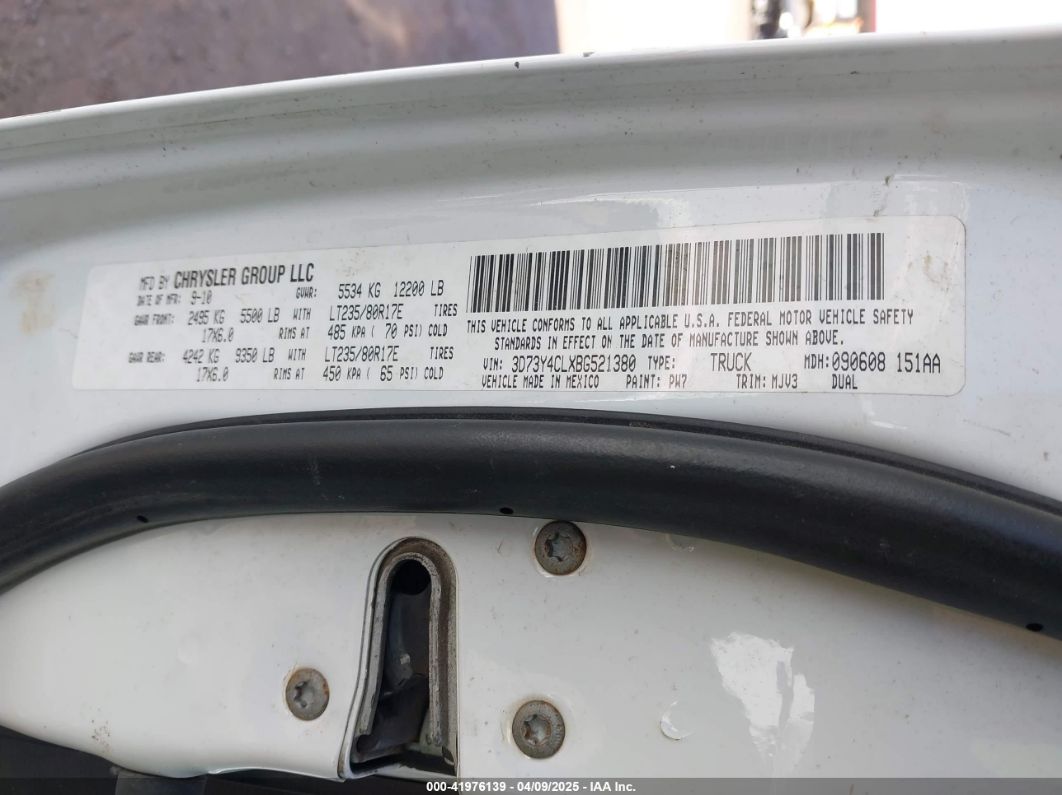 MFD BY CHRYSLER GROUP LLC
DATE OF MFR: 9-10 GVWR: 5534 KG 12200 LB
GAWR FRONT: 2495 KG 5500 LB WITH LT235/80R17E TIRES
17X6.0 RIMS AT 485 KPA ( 70 PSI) COLD
GAWR REAR: 4242 KG 9350 LB WITH LT235/80R17E TIRES
17X6.0 RIMS AT 450 KPA ( 65 PSI) COLD
THIS VEHICLE CONFORMS TO ALL APPLICABLE U.S.A. FEDERAL MOTOR VEHICLE SAFETY
STANDARDS IN EFFECT ON THE DATE OF MANUFACTURE SHOWN ABOVE.
VIN: 3D73Y4CLXBG521380 TYPE: TRUCK MDH:090608 151AA
VEHICLE MADE IN MEXICO PAINT: PW7 TRIM: MJV3 DUAL
000-41976139 - 04/09/2025 - IAA Inc.